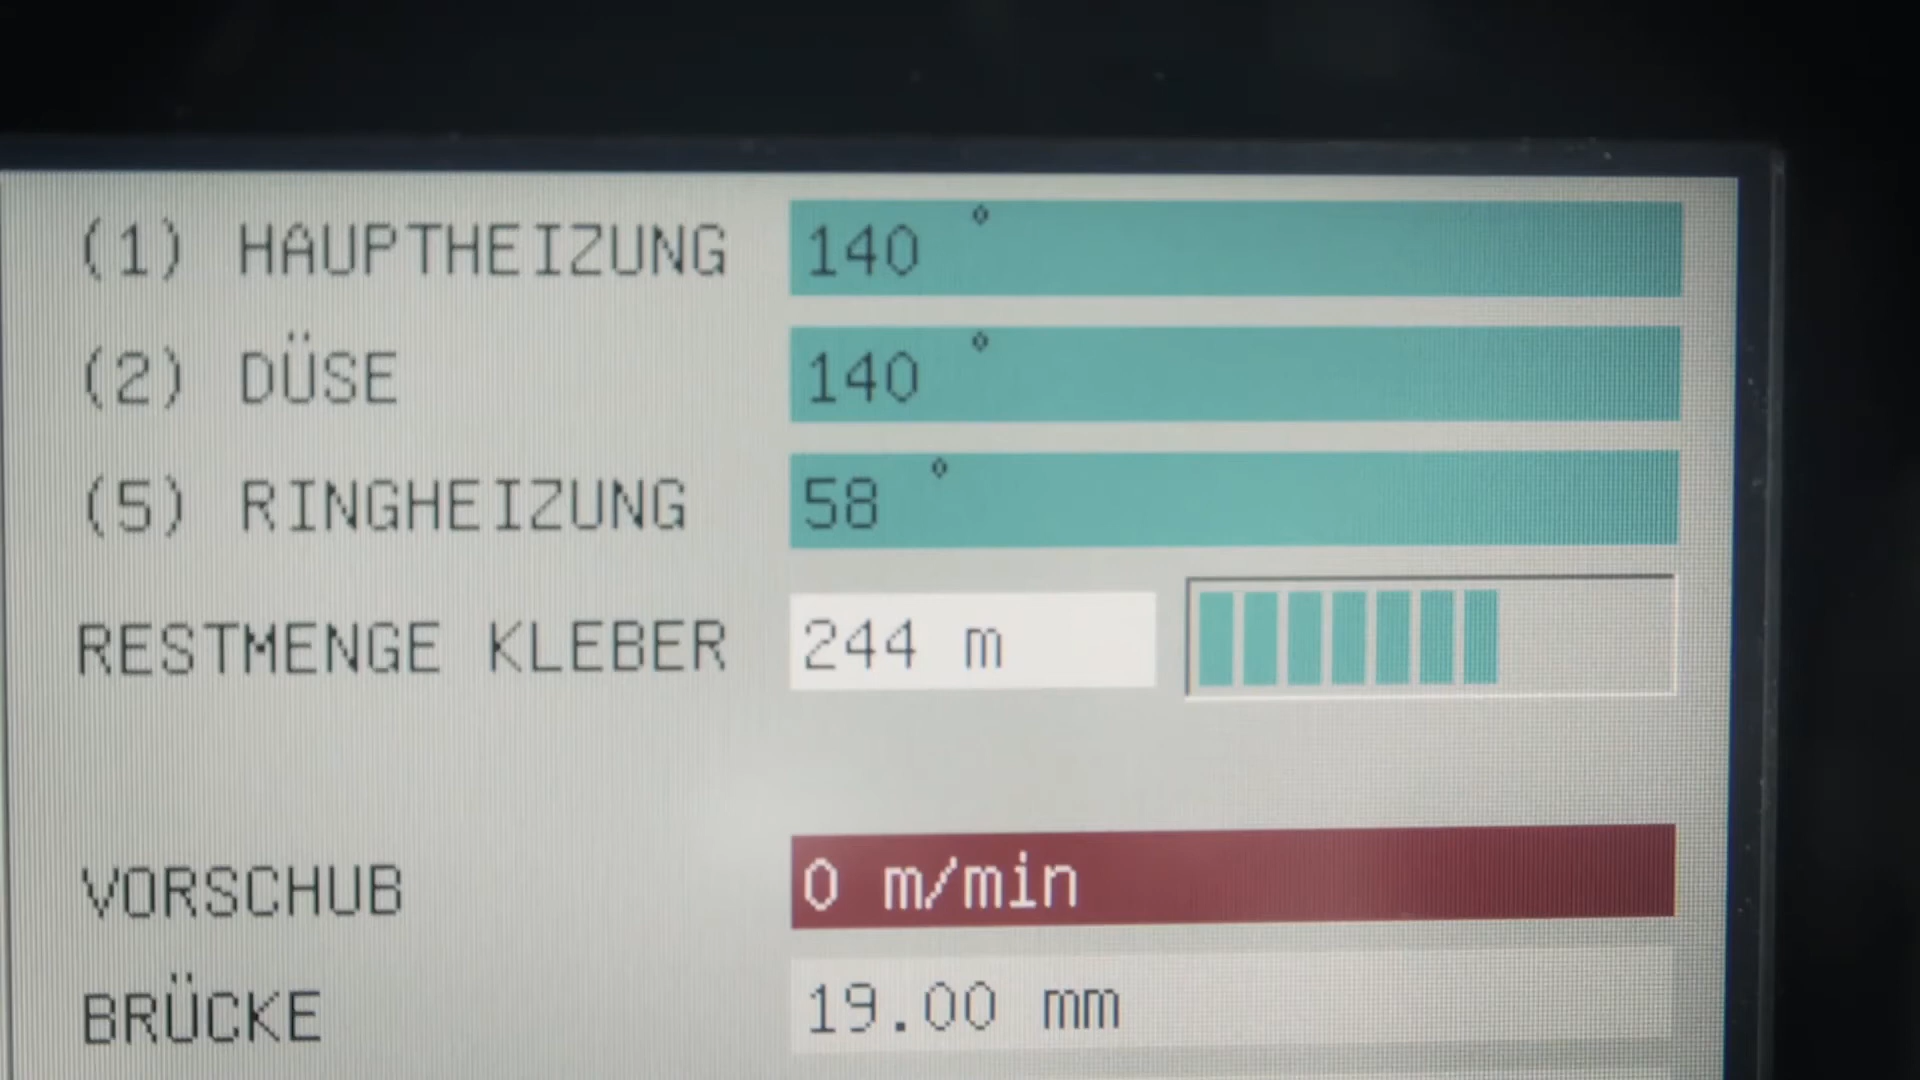 (1) HAUPTHEIZUNG 140 °
(2) DÜSE 140 °
(5) RINGHEIZUNG 58 °
RESTMENGE KLEBER 244 m
VORSCHUB 0 m/min
BRÜCKE 19.00 mm